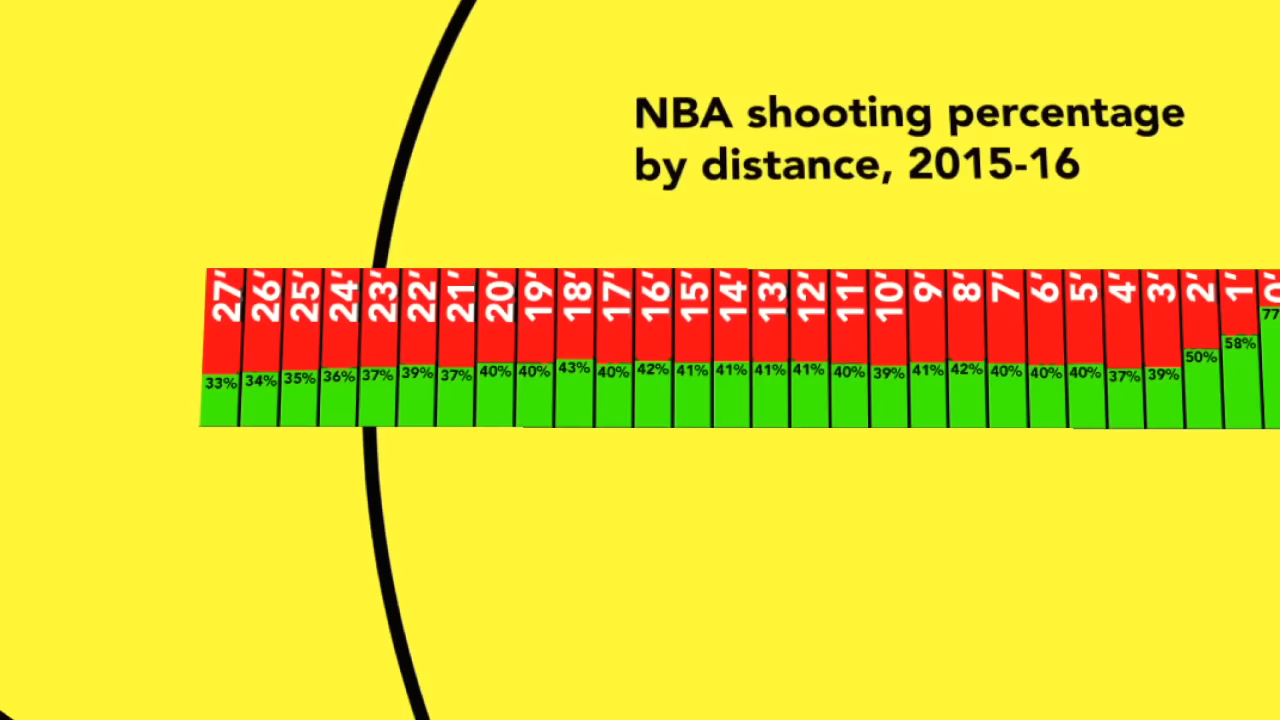 NBA shooting percentage
by distance, 2015-16
27' 26' 25' 24' 23' 22' 21' 20' 19' 18' 17' 16' 15' 14' 13' 12' 11' 10' 9' 8' 7' 6' 5' 4' 3' 2' 1' 0'
33% 34% 35% 36% 37% 39% 37% 40% 40% 43% 40% 42% 41% 41% 41% 41% 40% 39% 41% 42% 40% 40% 40% 37% 39% 50% 58% 77